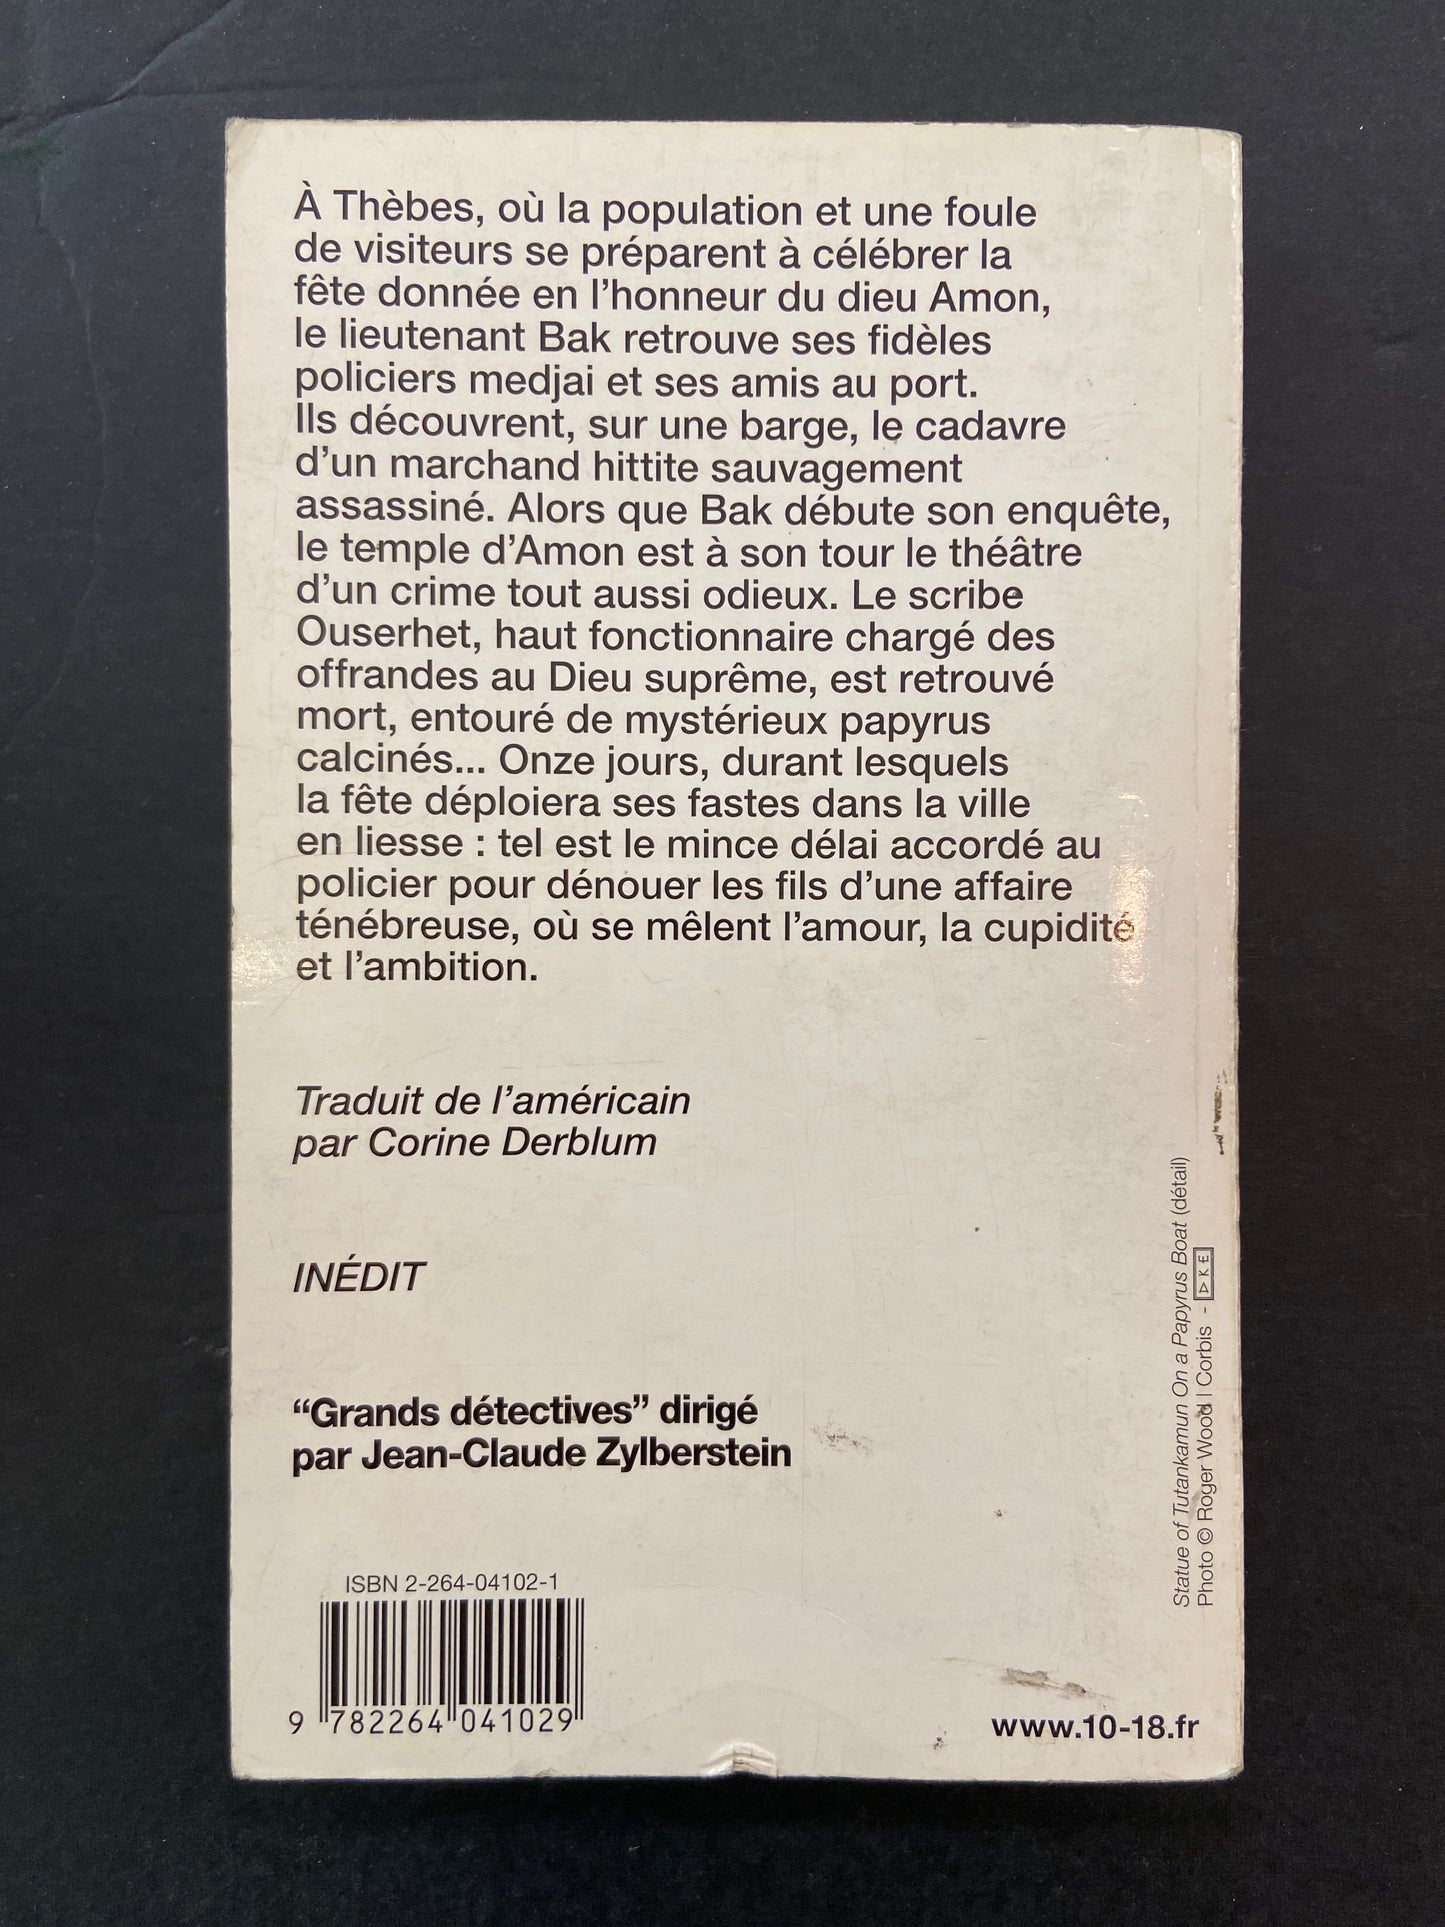 À Thèbes, où la population et une foule
de visiteurs se préparent à célébrer la
fête donnée en l’honneur du dieu Amon,
le lieutenant Bak retrouve ses fidèles
policiers medjai et ses amis au port.
Ils découvrent, sur une barge, le cadavre
d’un marchand hittite sauvagement
assassiné. Alors que Bak débute son enquête,
le temple d’Amon est à son tour le théâtre
d’un crime tout aussi odieux. Le scribe
Ouserhet, haut fonctionnaire chargé des
offrandes au Dieu suprême, est retrouvé
mort, entouré de mystérieux papyrus
calcinés... Onze jours, durant lesquels
la fête déploiera ses fastes dans la ville
en liesse : tel est le mince délai accordé au
policier pour dénouer les fils d’une affaire
ténébreuse, où se mêlent l’amour, la cupidité
et l’ambition.
Traduit de l’américain
par Corine Derblum
INÉDIT
“Grands détectives” dirigé
par Jean-Claude Zylberstein
Statue of Tutankamun On a Papyrus Boat (détail)
Photo © Roger Wood | Corbis -
ISBN 2-264-04102-1
9 782264 041029
www.10-18.fr